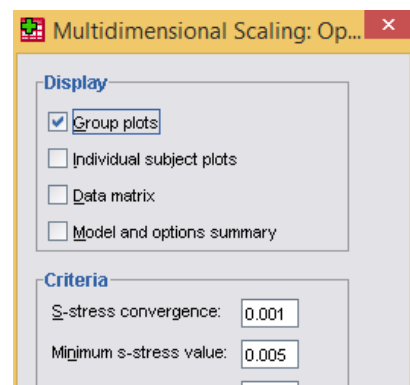 Multidimensional Scaling: Op...
Display
Group plots
Individual subject plots
Data matrix
Model and options summary
Criteria
S-stress convergence: 0.001
Minimum s-stress value: 0.005